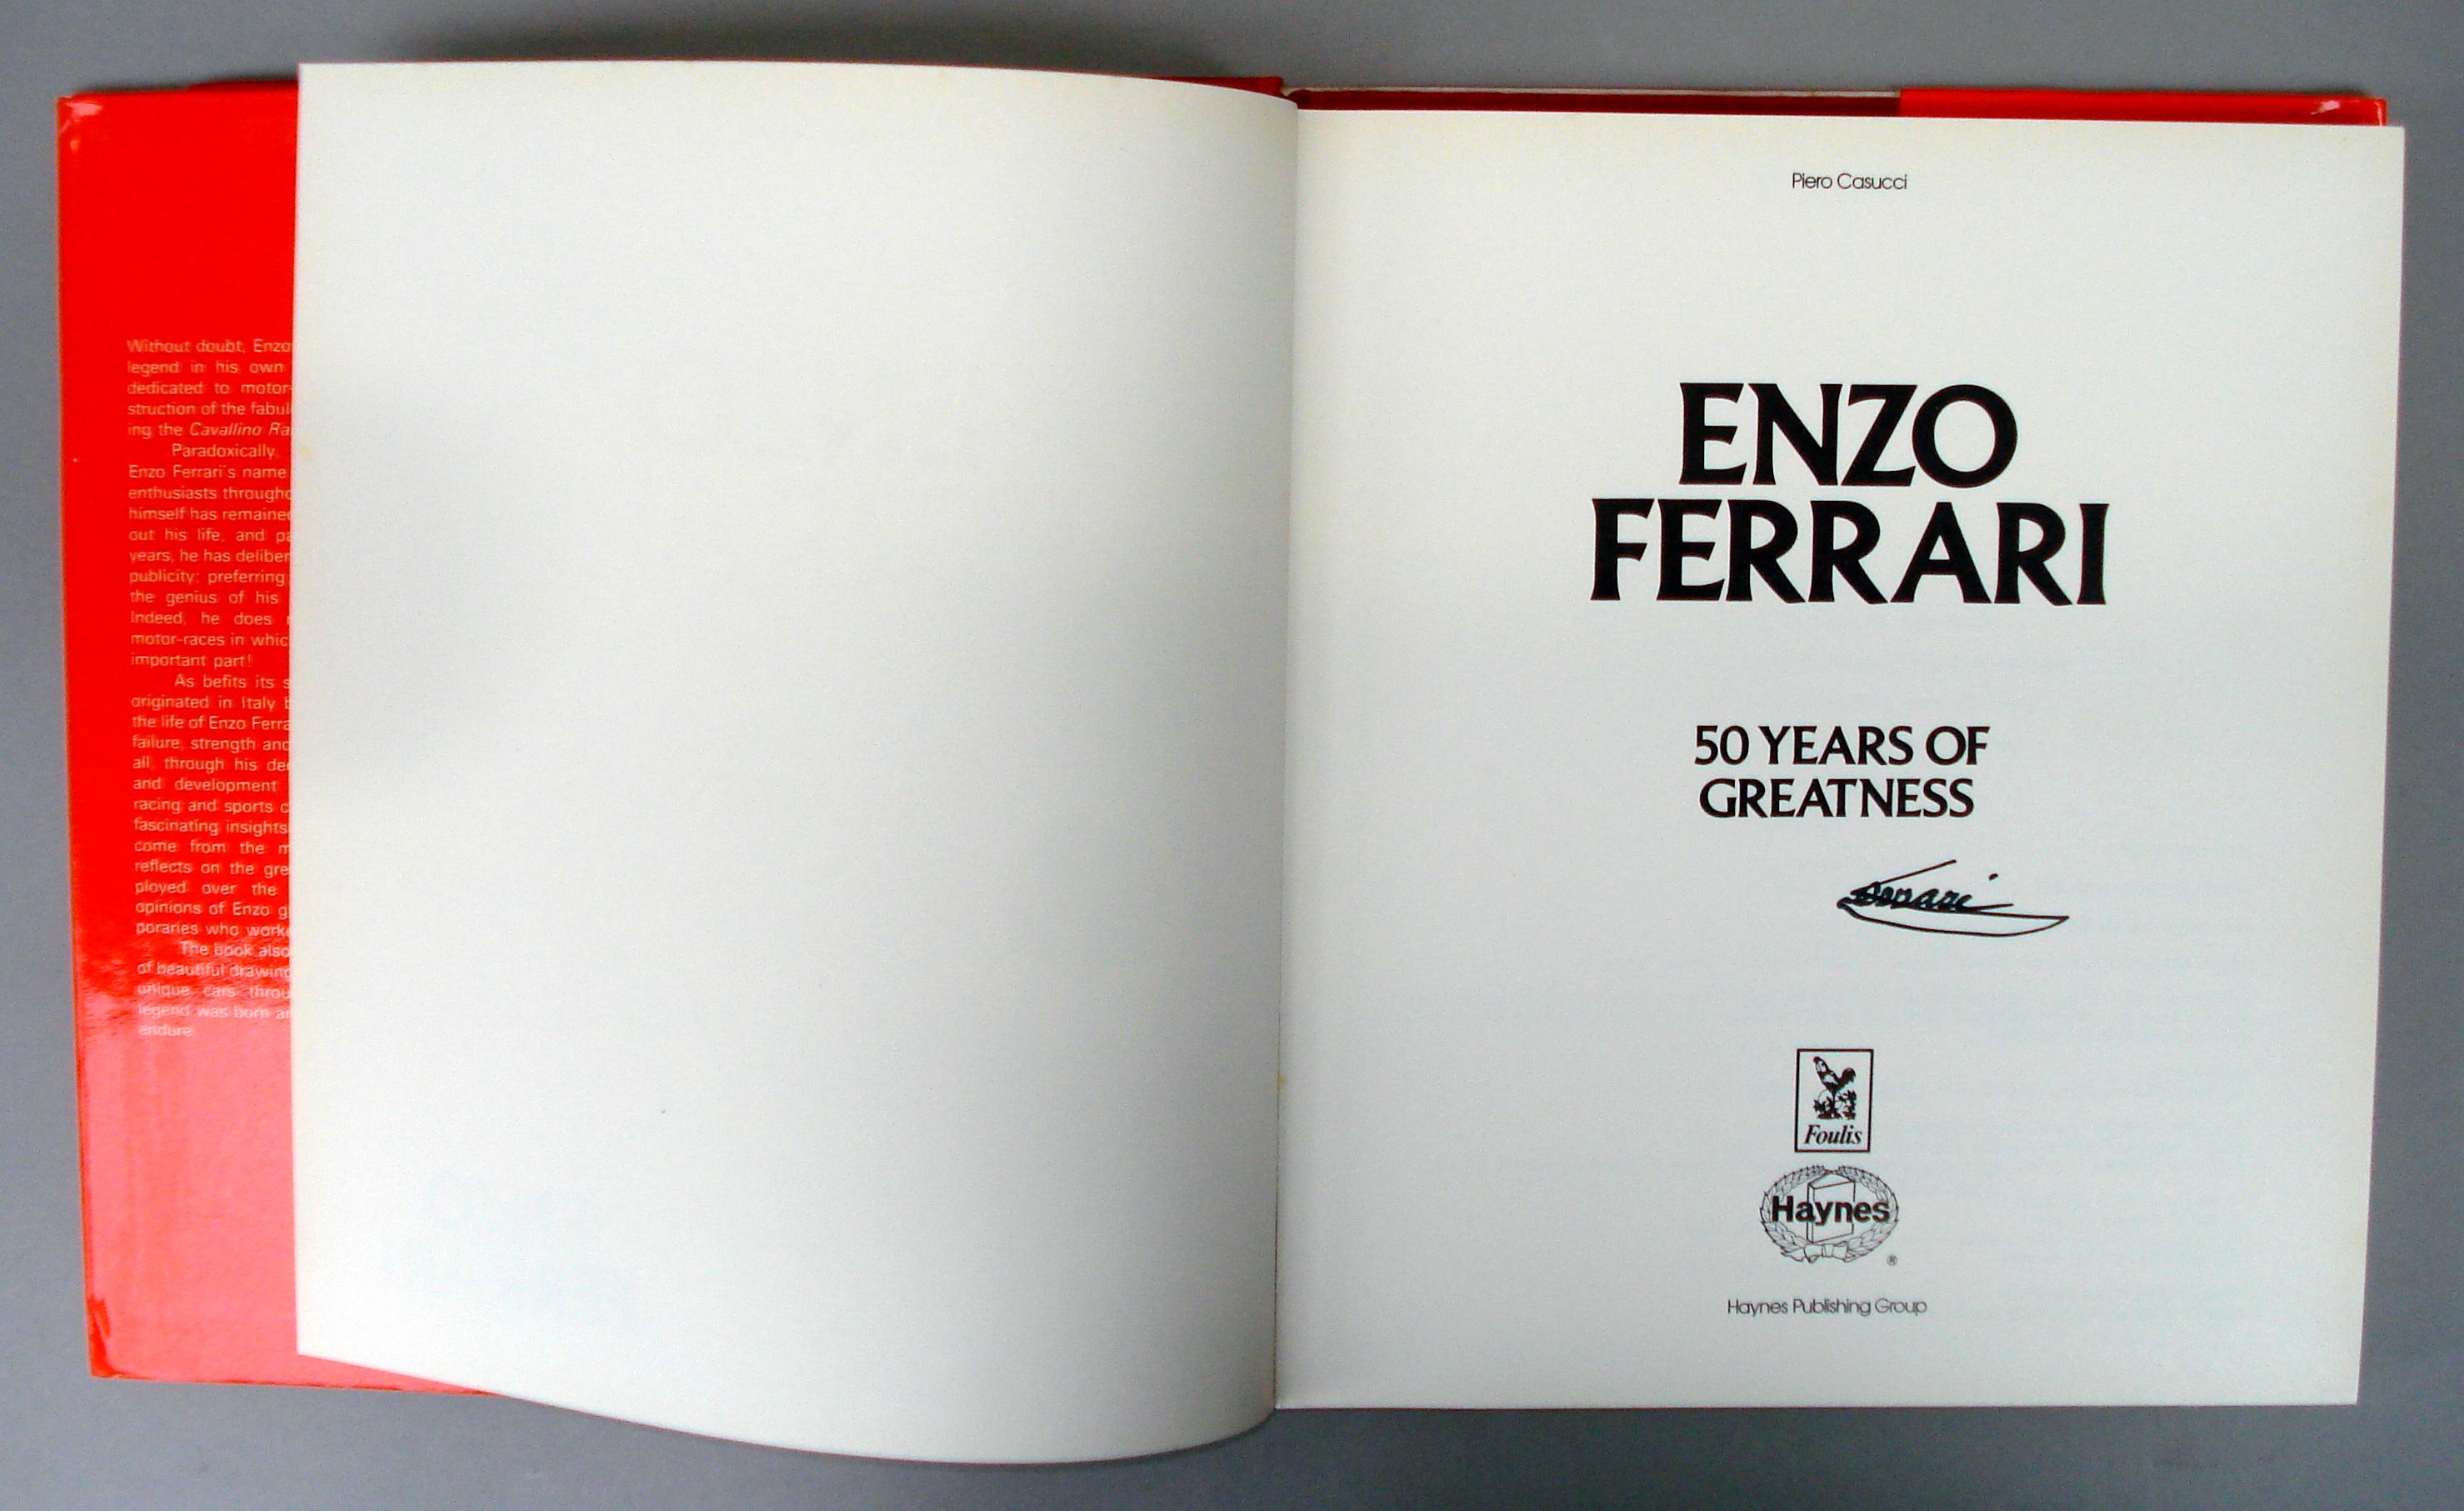 Without doubt, Enzo
legend in his own
dedicated to motor-
struction of the fabul
ing the Cavallino Ra
Paradoxically,
Enzo Ferrari's name
enthusiasts througho
himself has remained
out his life, and pa
years, he has deliber
publicity; preferring
the genius of his
Indeed, he does
motor-races in whic
important part!
As befits its s
originated in Italy b
the life of Enzo Ferra
failure, strength and
all, through his de
and development
racing and sports c
fascinating insights
come from the m
reflects on the gre
ployed over the
opinions of Enzo g
poraries who worke
The book also
of beautiful drawing
unique cars throu
legend was born an
endure.
Piero Casucci
ENZO
FERRARI
50 YEARS OF
GREATNESS
Ferrari
Foulis
Haynes
®
Haynes Publishing Group